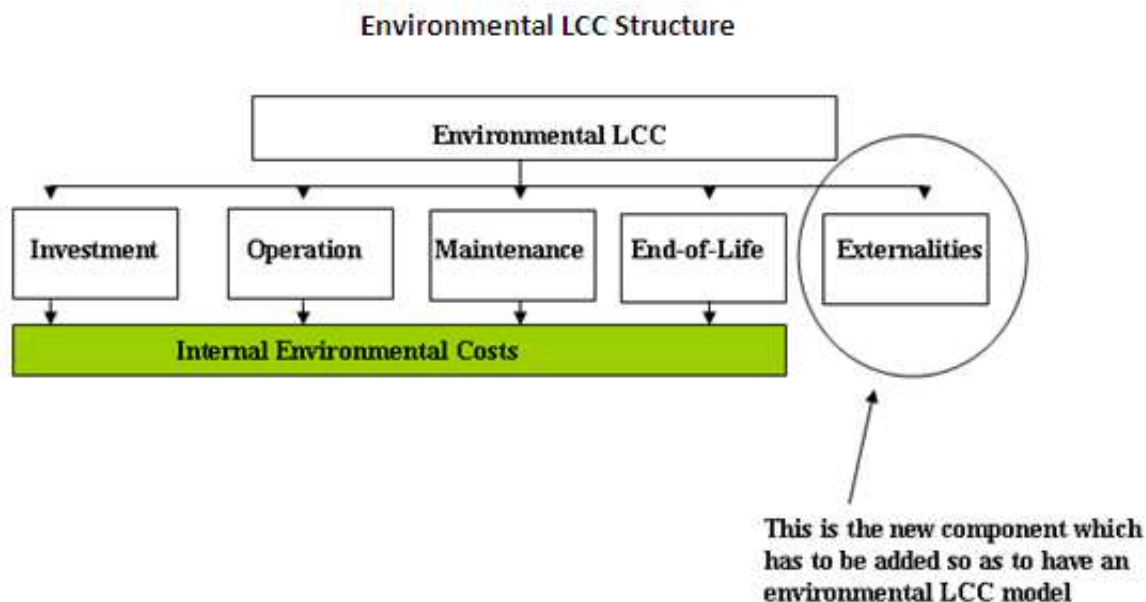 Environmental LCC Structure
Environmental LCC
Investment
Operation
Maintenance
End-of-Life
Externalities
Internal Environmental Costs
This is the new component which
has to be added so as to have an
environmental LCC model